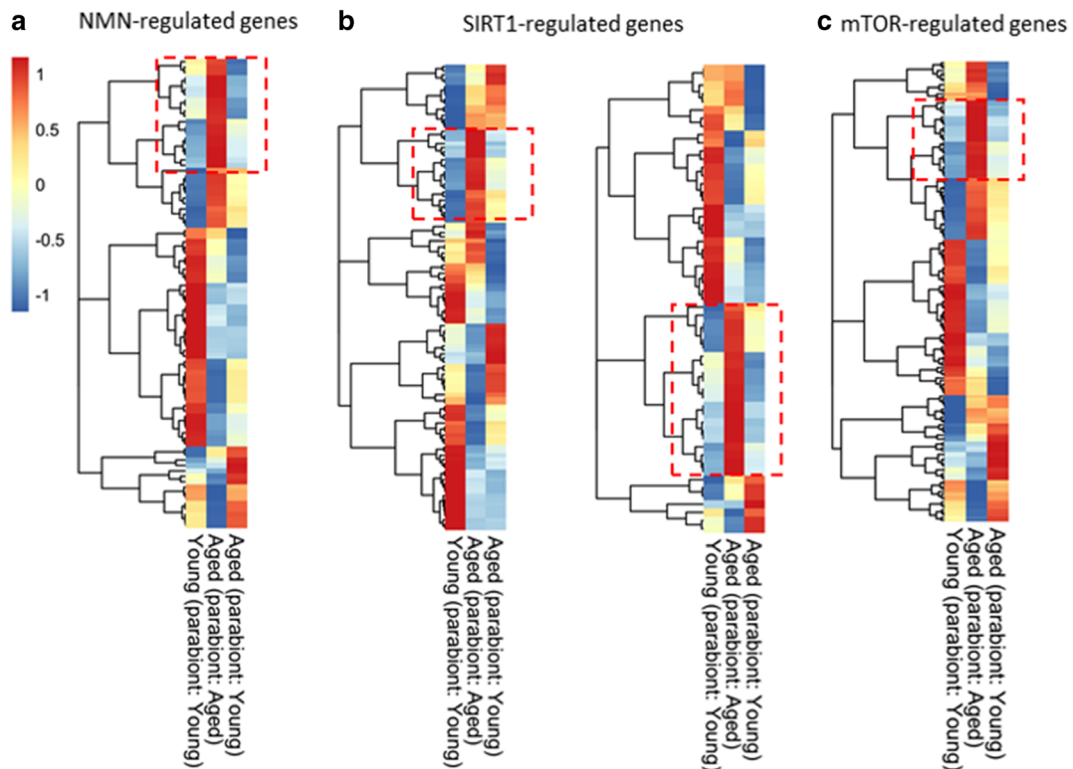 a NMN-regulated genes b SIRT1-regulated genes c mTOR-regulated genes
1
0.5
0
-0.5
-1
Young (parabiont: Young)
Aged (parabiont: Aged)
Aged (parabiont: Young)
Young (parabiont: Young)
Aged (parabiont: Aged)
Aged (parabiont: Young)
Young (parabiont: Young)
Aged (parabiont: Aged)
Aged (parabiont: Young)
Young (parabiont: Young)
Aged (parabiont: Aged)
Aged (parabiont: Young)